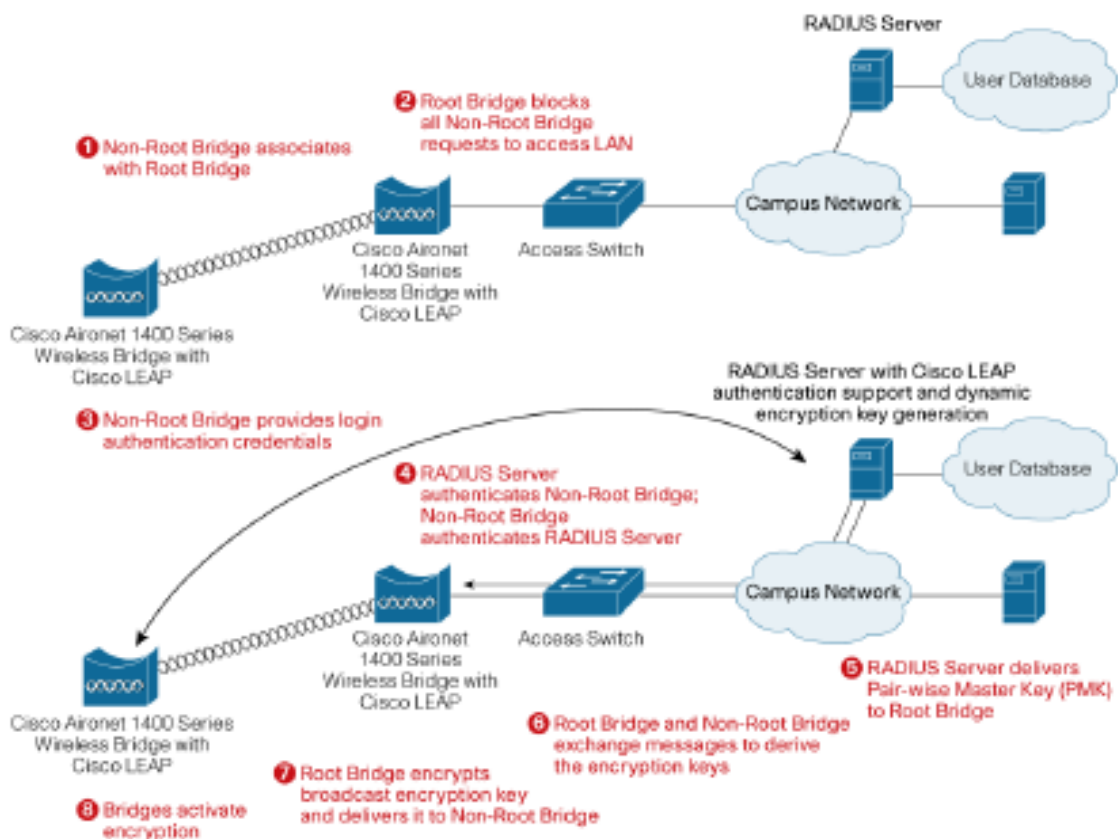 RADIUS Server
User Database
2 Root Bridge blocks
all Non-Root Bridge
requests to access LAN
1 Non-Root Bridge associates
with Root Bridge
Campus Network
Cisco
Aironet
1400 Series
Wireless Bridge with
Cisco LEAP
Access Switch
Cisco Aironet 1400 Series
Wireless Bridge with
Cisco LEAP
RADIUS Server with Cisco LEAP
authentication support and dynamic
encryption key generation
3 Non-Root Bridge provides login
authentication credentials
User Database
4 RADIUS Server
authenticates Non-Root Bridge;
Non-Root Bridge
authenticates RADIUS Server
Campus Network
Cisco Aironet
1400 Series
Wireless Bridge with
Cisco LEAP
Access Switch
5 RADIUS Server delivers
Pair-wise Master Key (PMK)
to Root Bridge
Cisco Aironet 1400 Series
Wireless Bridge with
Cisco LEAP
6 Root Bridge and Non-Root Bridge
exchange messages to derive
the encryption keys
7 Root Bridge encrypts
broadcast encryption key
and delivers it to Non-Root Bridge
8 Bridges activate
encryption